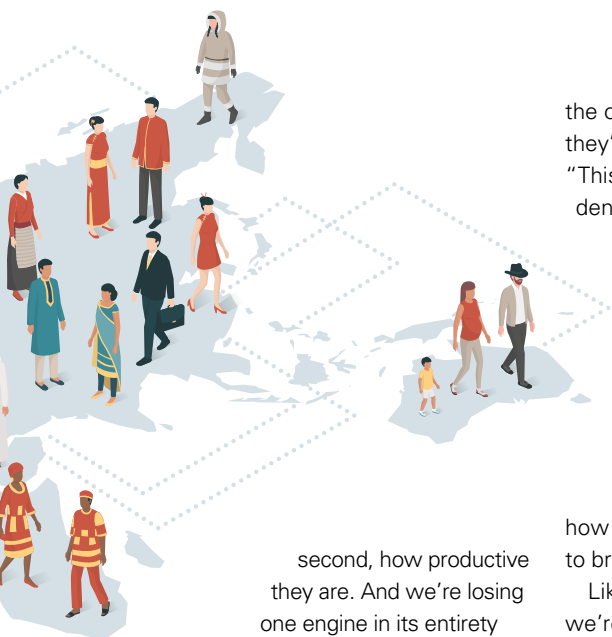 second, how productive
they are. And we're losing
one engine in its entirety
the
they'
“This
den
how
to br
Lik
we're